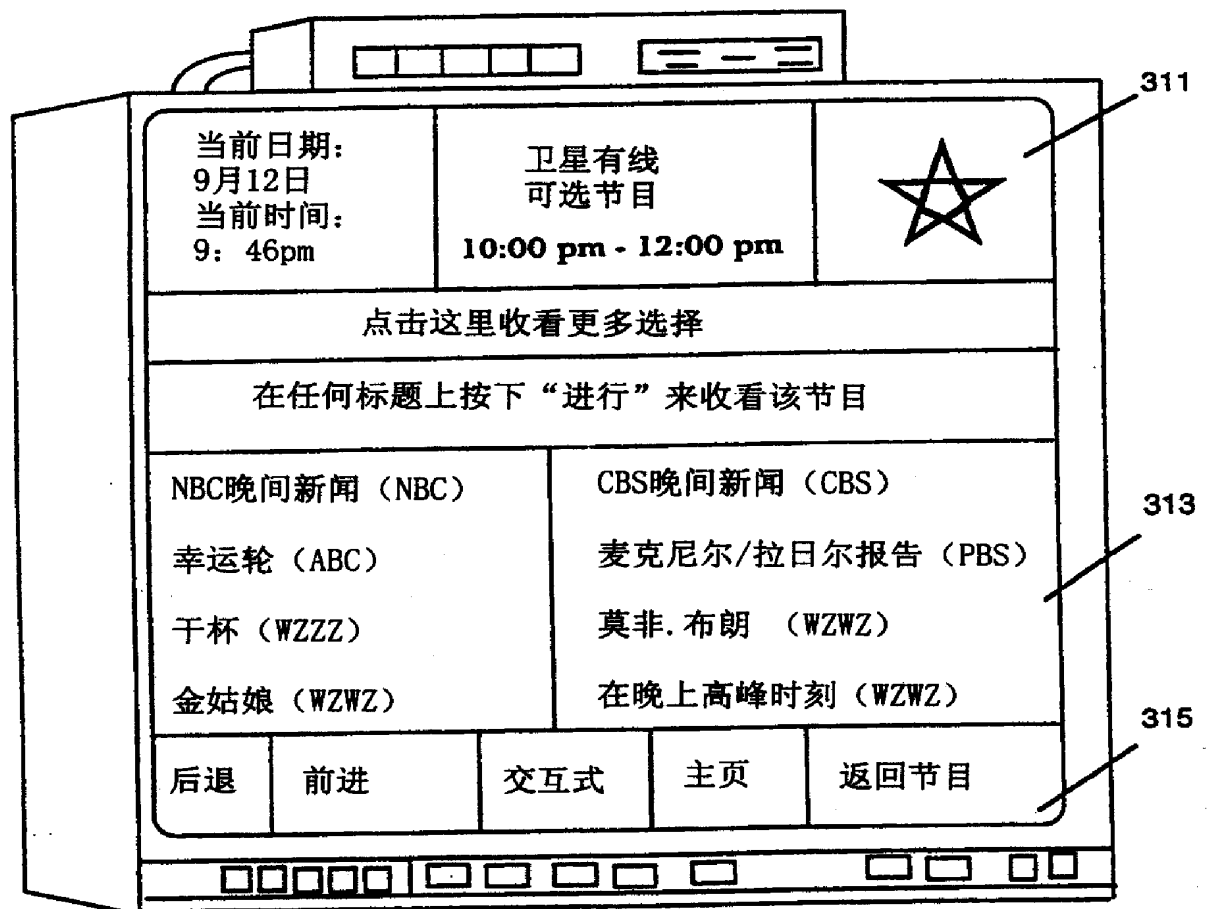 当前日期:
9月12日
当前时间:
9: 46pm
卫星有线
可选节目
10:00 pm - 12:00 pm
311
点击这里收看更多选择
在任何标题上按下“进行”来收看该节目
NBC晚间新闻（NBC）
CBS晚间新闻（CBS）
313
幸运轮（ABC）
麦克尼尔/拉日尔报告（PBS）
干杯（WZZZ）
莫非.布朗 （WZWZ）
金姑娘（WZWZ）
在晚上高峰时刻（WZWZ）
315
后退
前进
交互式
主页
返回节目